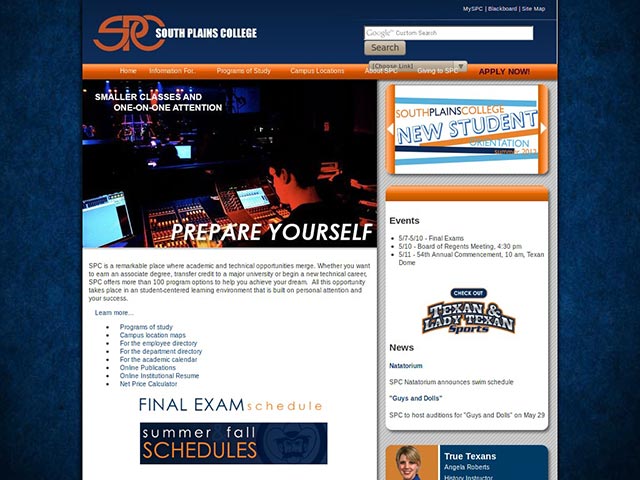 MySPC | Blackboard | Site Map
SPC SOUTH PLAINS COLLEGE
Google™ Custom Search
Search
[Choose Link]
Home Information For.. Programs of Study Campus Locations About SPC Giving to SPC APPLY NOW!
SMALLER CLASSES AND
ONE-ON-ONE ATTENTION
PREPARE YOURSELF
SOUTHPLAINSCOLLEGE
NEW STUDENT
ORIENTATION
summer 2012
SPC is a remarkable place where academic and technical opportunities merge. Whether you want
to earn an associate degree, transfer credit to a major university or begin a new technical career,
SPC offers more than 100 program options to help you achieve your dream. All this opportunity
takes place in an student-centered learning environment that is built on personal attention and
your success.
Learn more...
Programs of study
Campus location maps
For the employee directory
For the department directory
For the academic calendar
Online Publications
Online Institutional Resume
Net Price Calculator
FINAL EXAM schedule
summer fall
SCHEDULES
Events
5/7-5/10 - Final Exams
5/10 - Board of Regents Meeting, 4:30 pm
5/11 - 54th Annual Commencement, 10 am, Texan
Dome
CHECK OUT
TEXAN &
LADY TEXAN
Sports
News
Natatorium
SPC Natatorium announces swim schedule
"Guys and Dolls"
SPC to host auditions for "Guys and Dolls" on May 29
True Texans
Angela Roberts
History Instructor